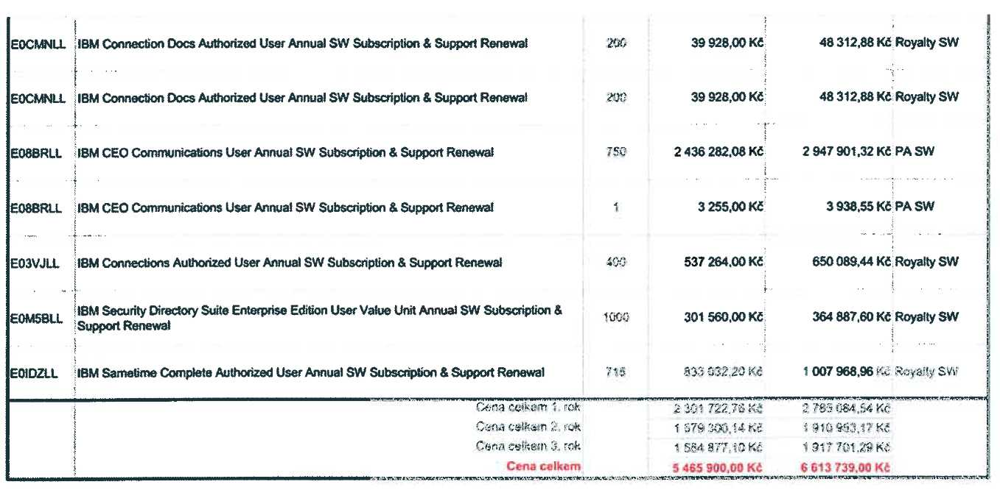 E0CMNLL IBM Connection Docs Authorized User Annual SW Subscription & Support Renewal 200 39 928,00 Kč 48 312,88 Kč Royalty SW
E0CMNLL IBM Connection Docs Authorized User Annual SW Subscription & Support Renewal 200 39 928,00 Kč 48 312,88 Kč Royalty SW
E08BRLL IBM CEO Communications User Annual SW Subscription & Support Renewal 750 2 436 282,08 Kč 2 947 901,32 Kč PA SW
E08BRLL IBM CEO Communications User Annual SW Subscription & Support Renewal 1 3 255,00 Kč 3 938,55 Kč PA SW
E03VJLL IBM Connections Authorized User Annual SW Subscription & Support Renewal 400 537 264,00 Kč 650 089,44 Kč Royalty SW
E0M5BLL IBM Security Directory Suite Enterprise Edition User Value Unit Annual SW Subscription & 1000 301 560,00 Kč 364 887,60 Kč Royalty SW
Support Renewal
E0IDZLL IBM Sametime Complete Authorized User Annual SW Subscription & Support Renewal 715 833 032,20 Kč 1 007 968,96 Kč Royalty SW
Cena celkem 1. rok 2 301 722,76 Kč 2 785 084,54 Kč
Cena celkem 2. rok 1 579 300,14 Kč 1 910 953,17 Kč
Cena celkem 3. rok 1 584 877,10 Kč 1 917 701,29 Kč
Cena celkem 5 465 900,00 Kč 6 613 739,00 Kč